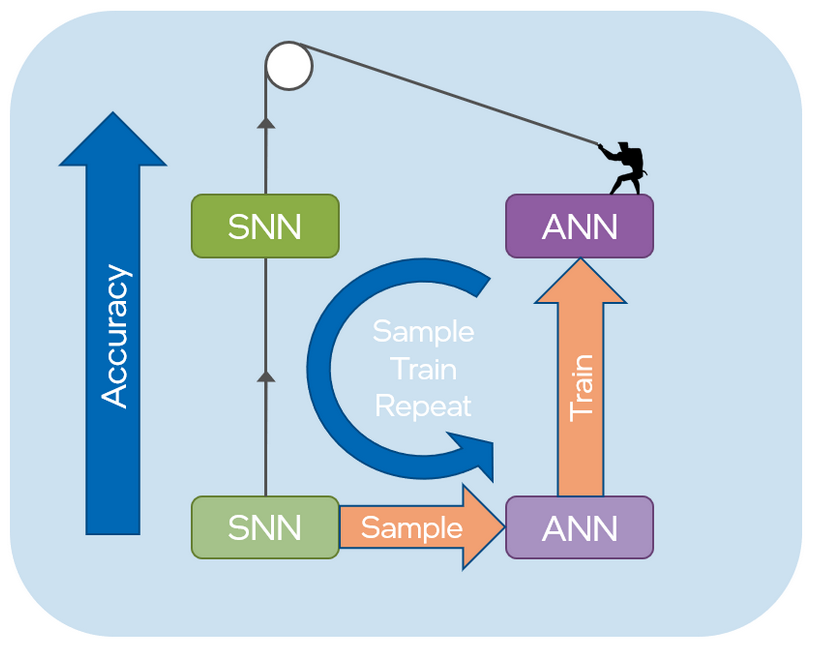 SNN
ANN
Accuracy
Sample
Train
Repeat
Train
SNN
Sample
ANN